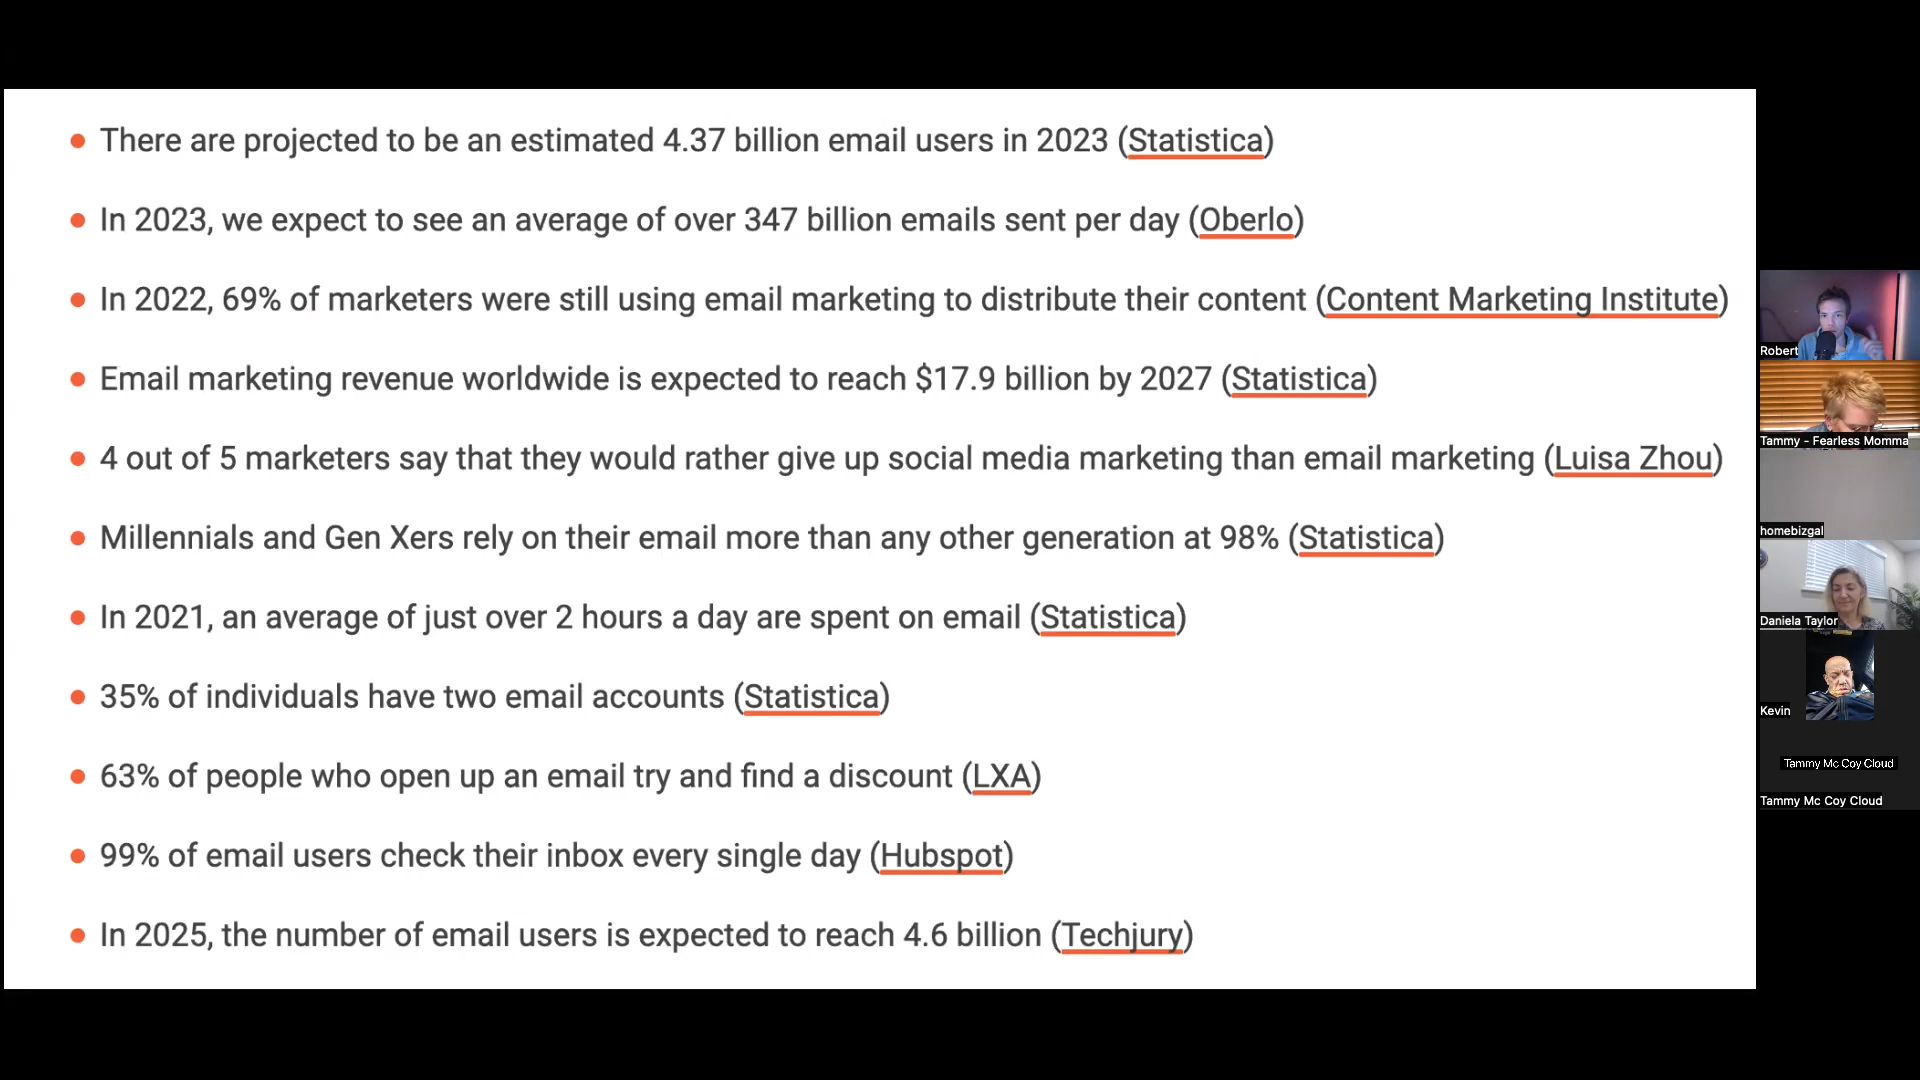 There are projected to be an estimated 4.37 billion email users in 2023 (Statistica)
In 2023, we expect to see an average of over 347 billion emails sent per day (Oberlo)
In 2022, 69% of marketers were still using email marketing to distribute their content (Content Marketing Institute)
Email marketing revenue worldwide is expected to reach $17.9 billion by 2027 (Statistica)
4 out of 5 marketers say that they would rather give up social media marketing than email marketing (Luisa Zhou)
Millennials and Gen Xers rely on their email more than any other generation at 98% (Statistica)
In 2021, an average of just over 2 hours a day are spent on email (Statistica)
35% of individuals have two email accounts (Statistica)
63% of people who open up an email try and find a discount (LXA)
99% of email users check their inbox every single day (Hubspot)
In 2025, the number of email users is expected to reach 4.6 billion (Techjury)
Robert
Tammy - Fearless Momma
homebizgal
Daniela Taylor
Kevin
Tammy Mc Coy Cloud
Tammy Mc Coy Cloud